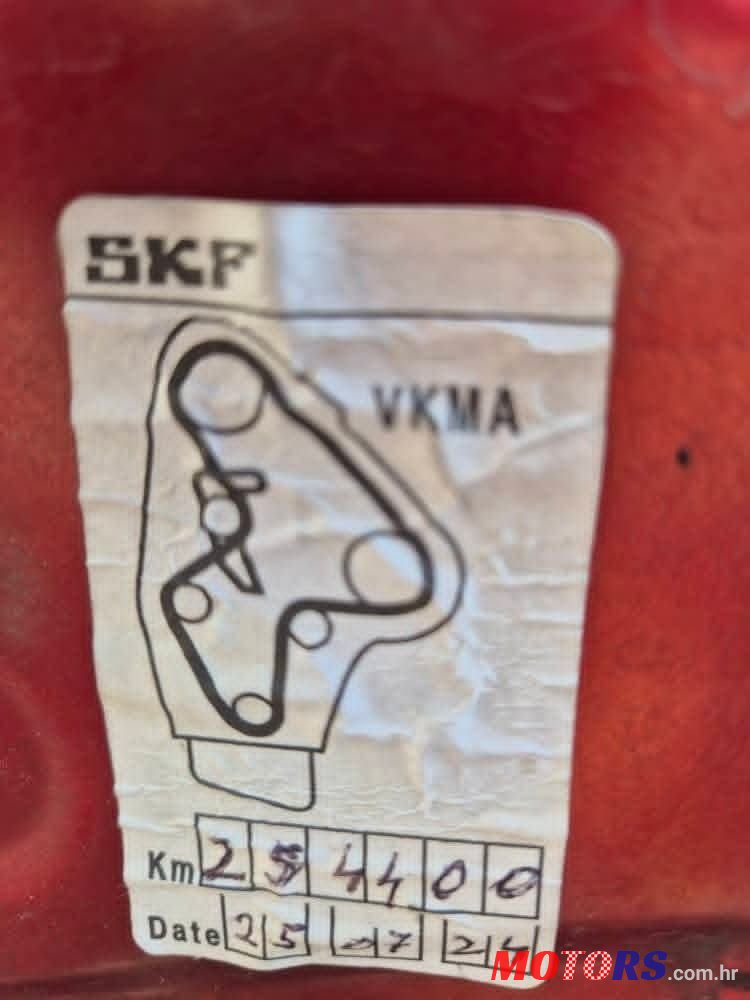 SKF
VKMA
Km 254400
Date 25 07 24
MOTORS.com.hr